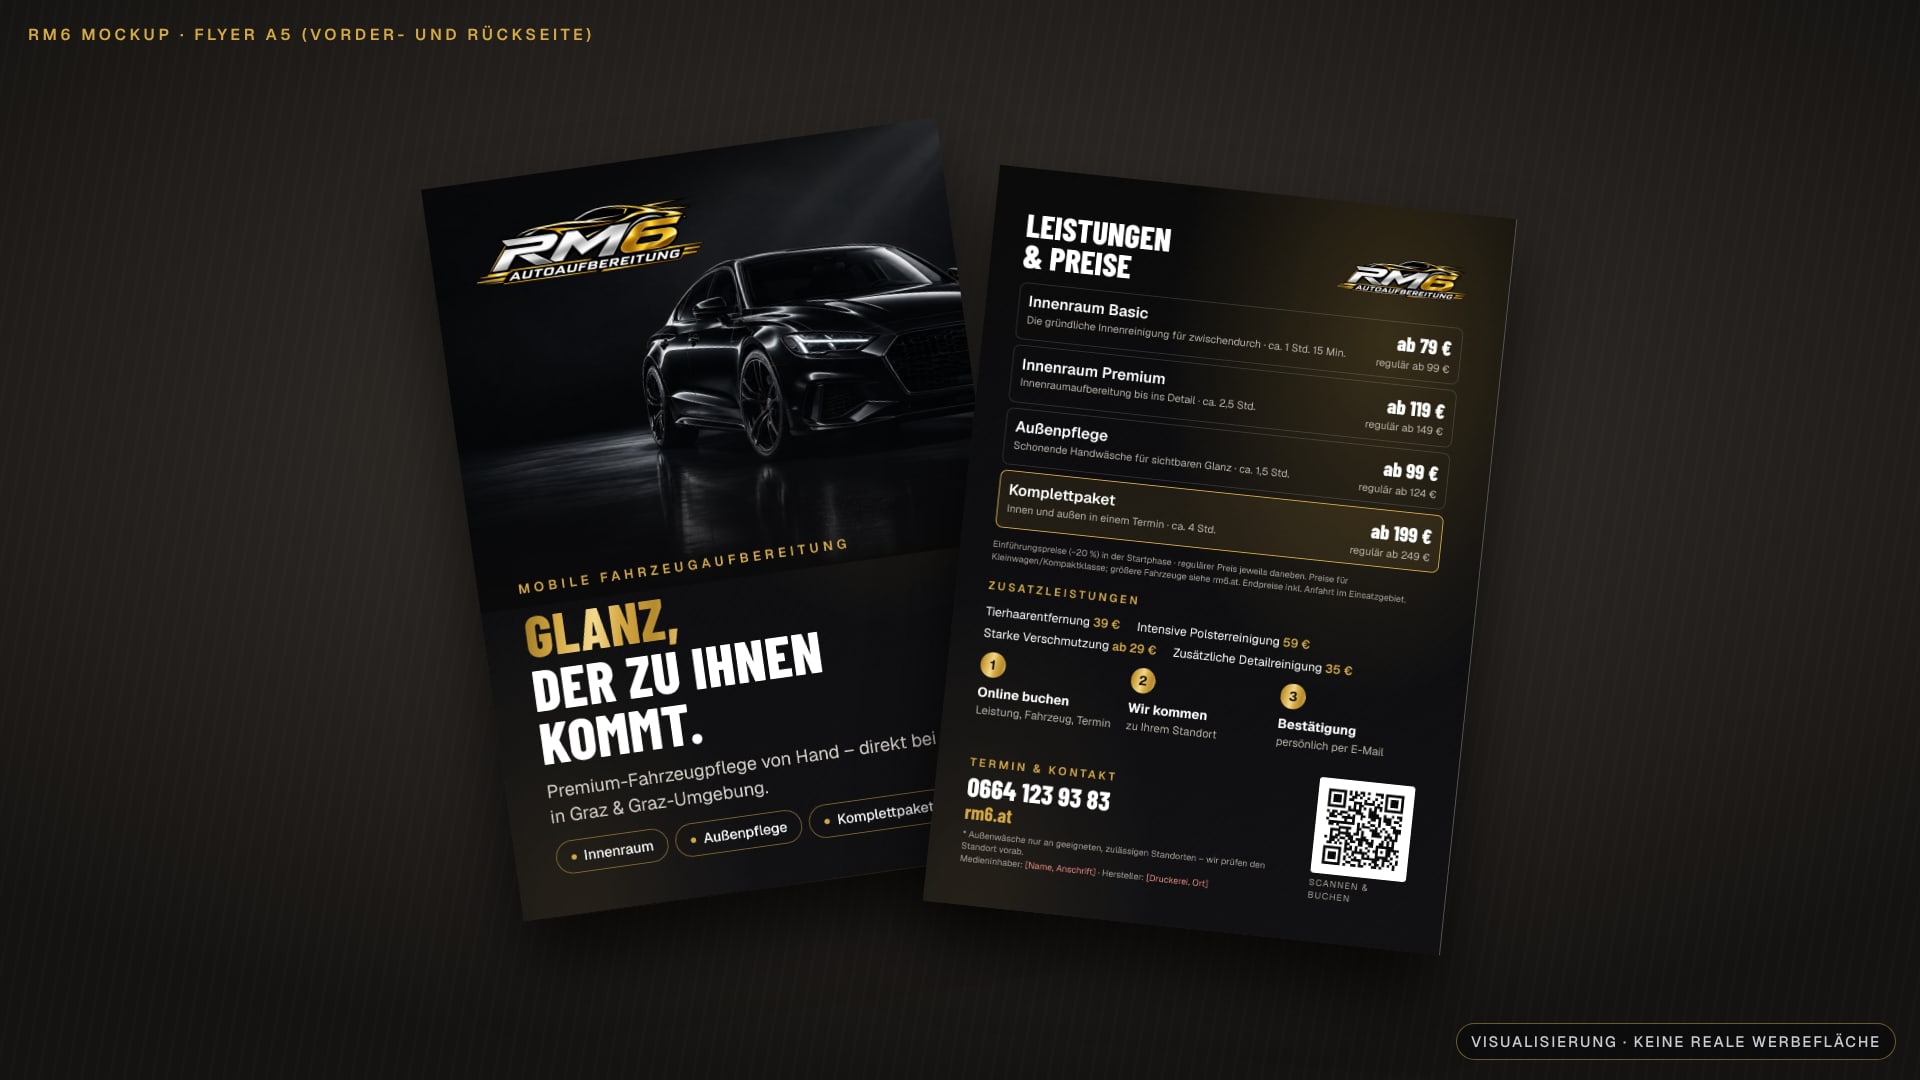 RM6 MOCKUP · FLYER A5 (VORDER- UND RÜCKSEITE)
RM6
AUTOAUFBEREITUNG
MOBILE FAHRZEUGAUFBEREITUNG
GLANZ,
DER ZU IHNEN
KOMMT.
Premium-Fahrzeugpflege von Hand – direkt bei
in Graz & Graz-Umgebung.
• Innenraum
• Außenpflege
• Komplettpaket
LEISTUNGEN
& PREISE
RM6
AUTOAUFBEREITUNG
Innenraum Basic
Die gründliche Innenreinigung für zwischendurch · ca. 1 Std. 15 Min.
ab 79 €
regulär ab 99 €
Innenraum Premium
Innenraumaufbereitung bis ins Detail · ca. 2,5 Std.
ab 119 €
regulär ab 149 €
Außenpflege
Schonende Handwäsche für sichtbaren Glanz · ca. 1,5 Std.
ab 99 €
regulär ab 124 €
Komplettpaket
Innen und außen in einem Termin · ca. 4 Std.
ab 199 €
regulär ab 249 €
Einführungspreise (−20 %) in der Startphase · regulärer Preis jeweils daneben. Preise für
Kleinwagen/Kompaktklasse; größere Fahrzeuge siehe rm6.at. Endpreise inkl. Anfahrt im Einsatzgebiet.
ZUSATZLEISTUNGEN
Tierhaarentfernung 39 € Intensive Polsterreinigung 59 €
Starke Verschmutzung ab 29 € Zusätzliche Detailreinigung 35 €
1
Online buchen
Leistung, Fahrzeug, Termin
2
Wir kommen
zu Ihrem Standort
3
Bestätigung
persönlich per E-Mail
TERMIN & KONTAKT
0664 123 93 83
rm6.at
* Außenwäsche nur an geeigneten, zulässigen Standorten – wir prüfen den
Standort vorab.
Medieninhaber: [Name, Anschrift] · Hersteller: [Druckerei, Ort]
SCANNEN &
BUCHEN
VISUALISIERUNG · KEINE REALE WERBEFLÄCHE